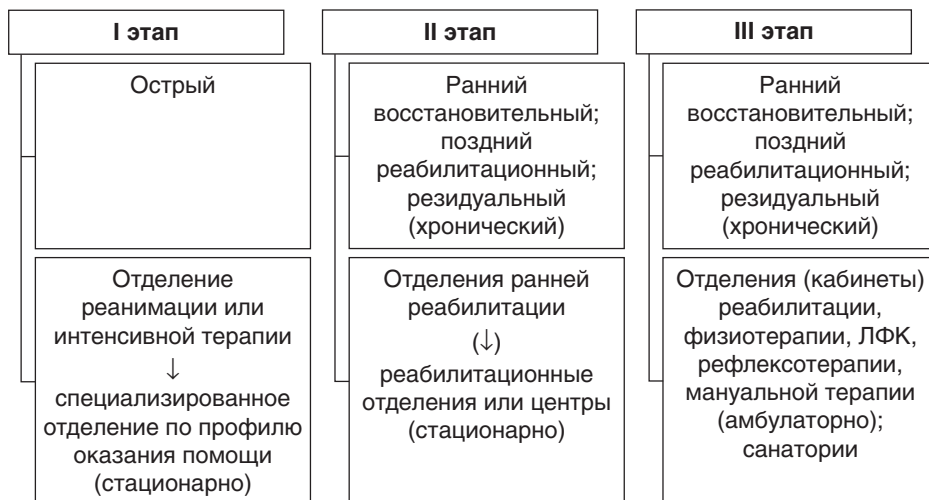 I этап
Острый
Отделение
реанимации или
интенсивной терапии
↓
специализированное
отделение по профилю
оказания помощи
(стационарно)
II этап
Ранний
восстановительный;
поздний
реабилитационный;
резидуальный
(хронический)
Отделения ранней
реабилитации
(↓)
реабилитационные
отделения или центры
(стационарно)
III этап
Ранний
восстановительный;
поздний
реабилитационный;
резидуальный
(хронический)
Отделения (кабинеты)
реабилитации,
физиотерапии, ЛФК,
рефлексотерапии,
мануальной терапии
(амбулаторно);
санатории